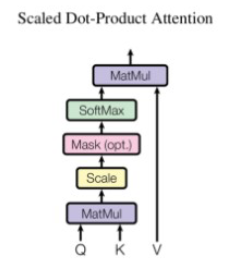 Scaled Dot-Product Attention
MatMul
SoftMax
Mask (opt.)
Scale
MatMul
Q K V